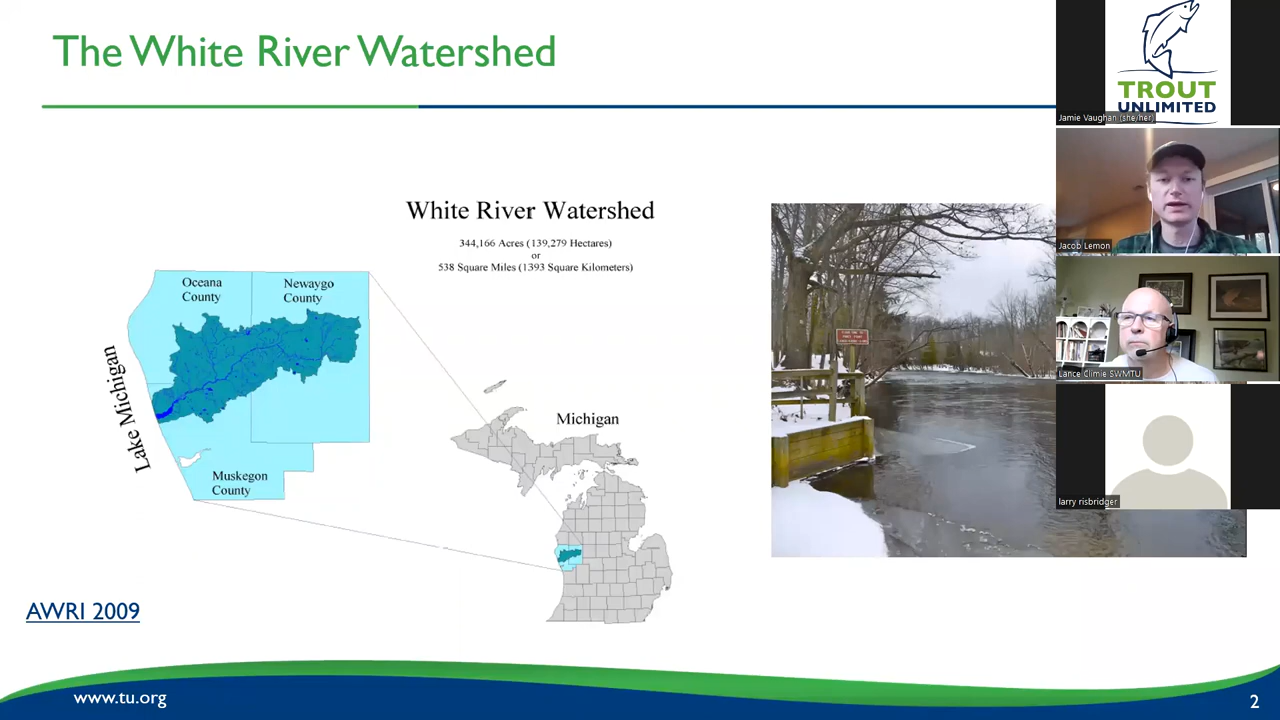 The White River Watershed
White River Watershed
344,166 Acres (139,279 Hectares)
or
538 Square Miles (1393 Square Kilometers)
Oceana
County
Newaygo
County
Lake Michigan
Muskegon
County
Michigan
AWRI 2009
www.tu.org
2
TROUT
UNLIMITED
Jamie Vaughan (she/her)
Jacob Lemon
Lance Climie SWMTU
larry risbridger